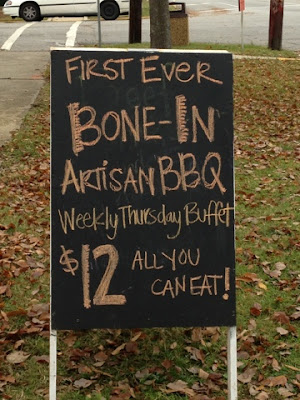 First Ever
Bone-In
Artisan BBQ
Weekly Thursday Buffet
$12 All you
can eat!